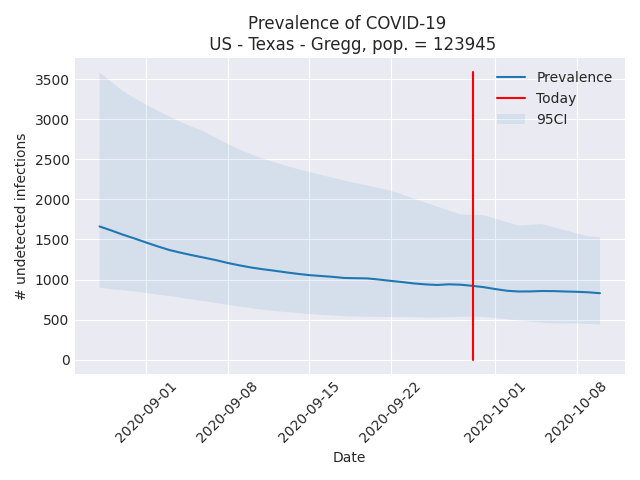 Prevalence of COVID-19
US - Texas - Gregg, pop. = 123945
Prevalence
Today
95CI
# undetected infections
3500
3000
2500
2000
1500
1000
500
0
2020-09-01
2020-09-08
2020-09-15
2020-09-22
2020-10-01
2020-10-08
Date